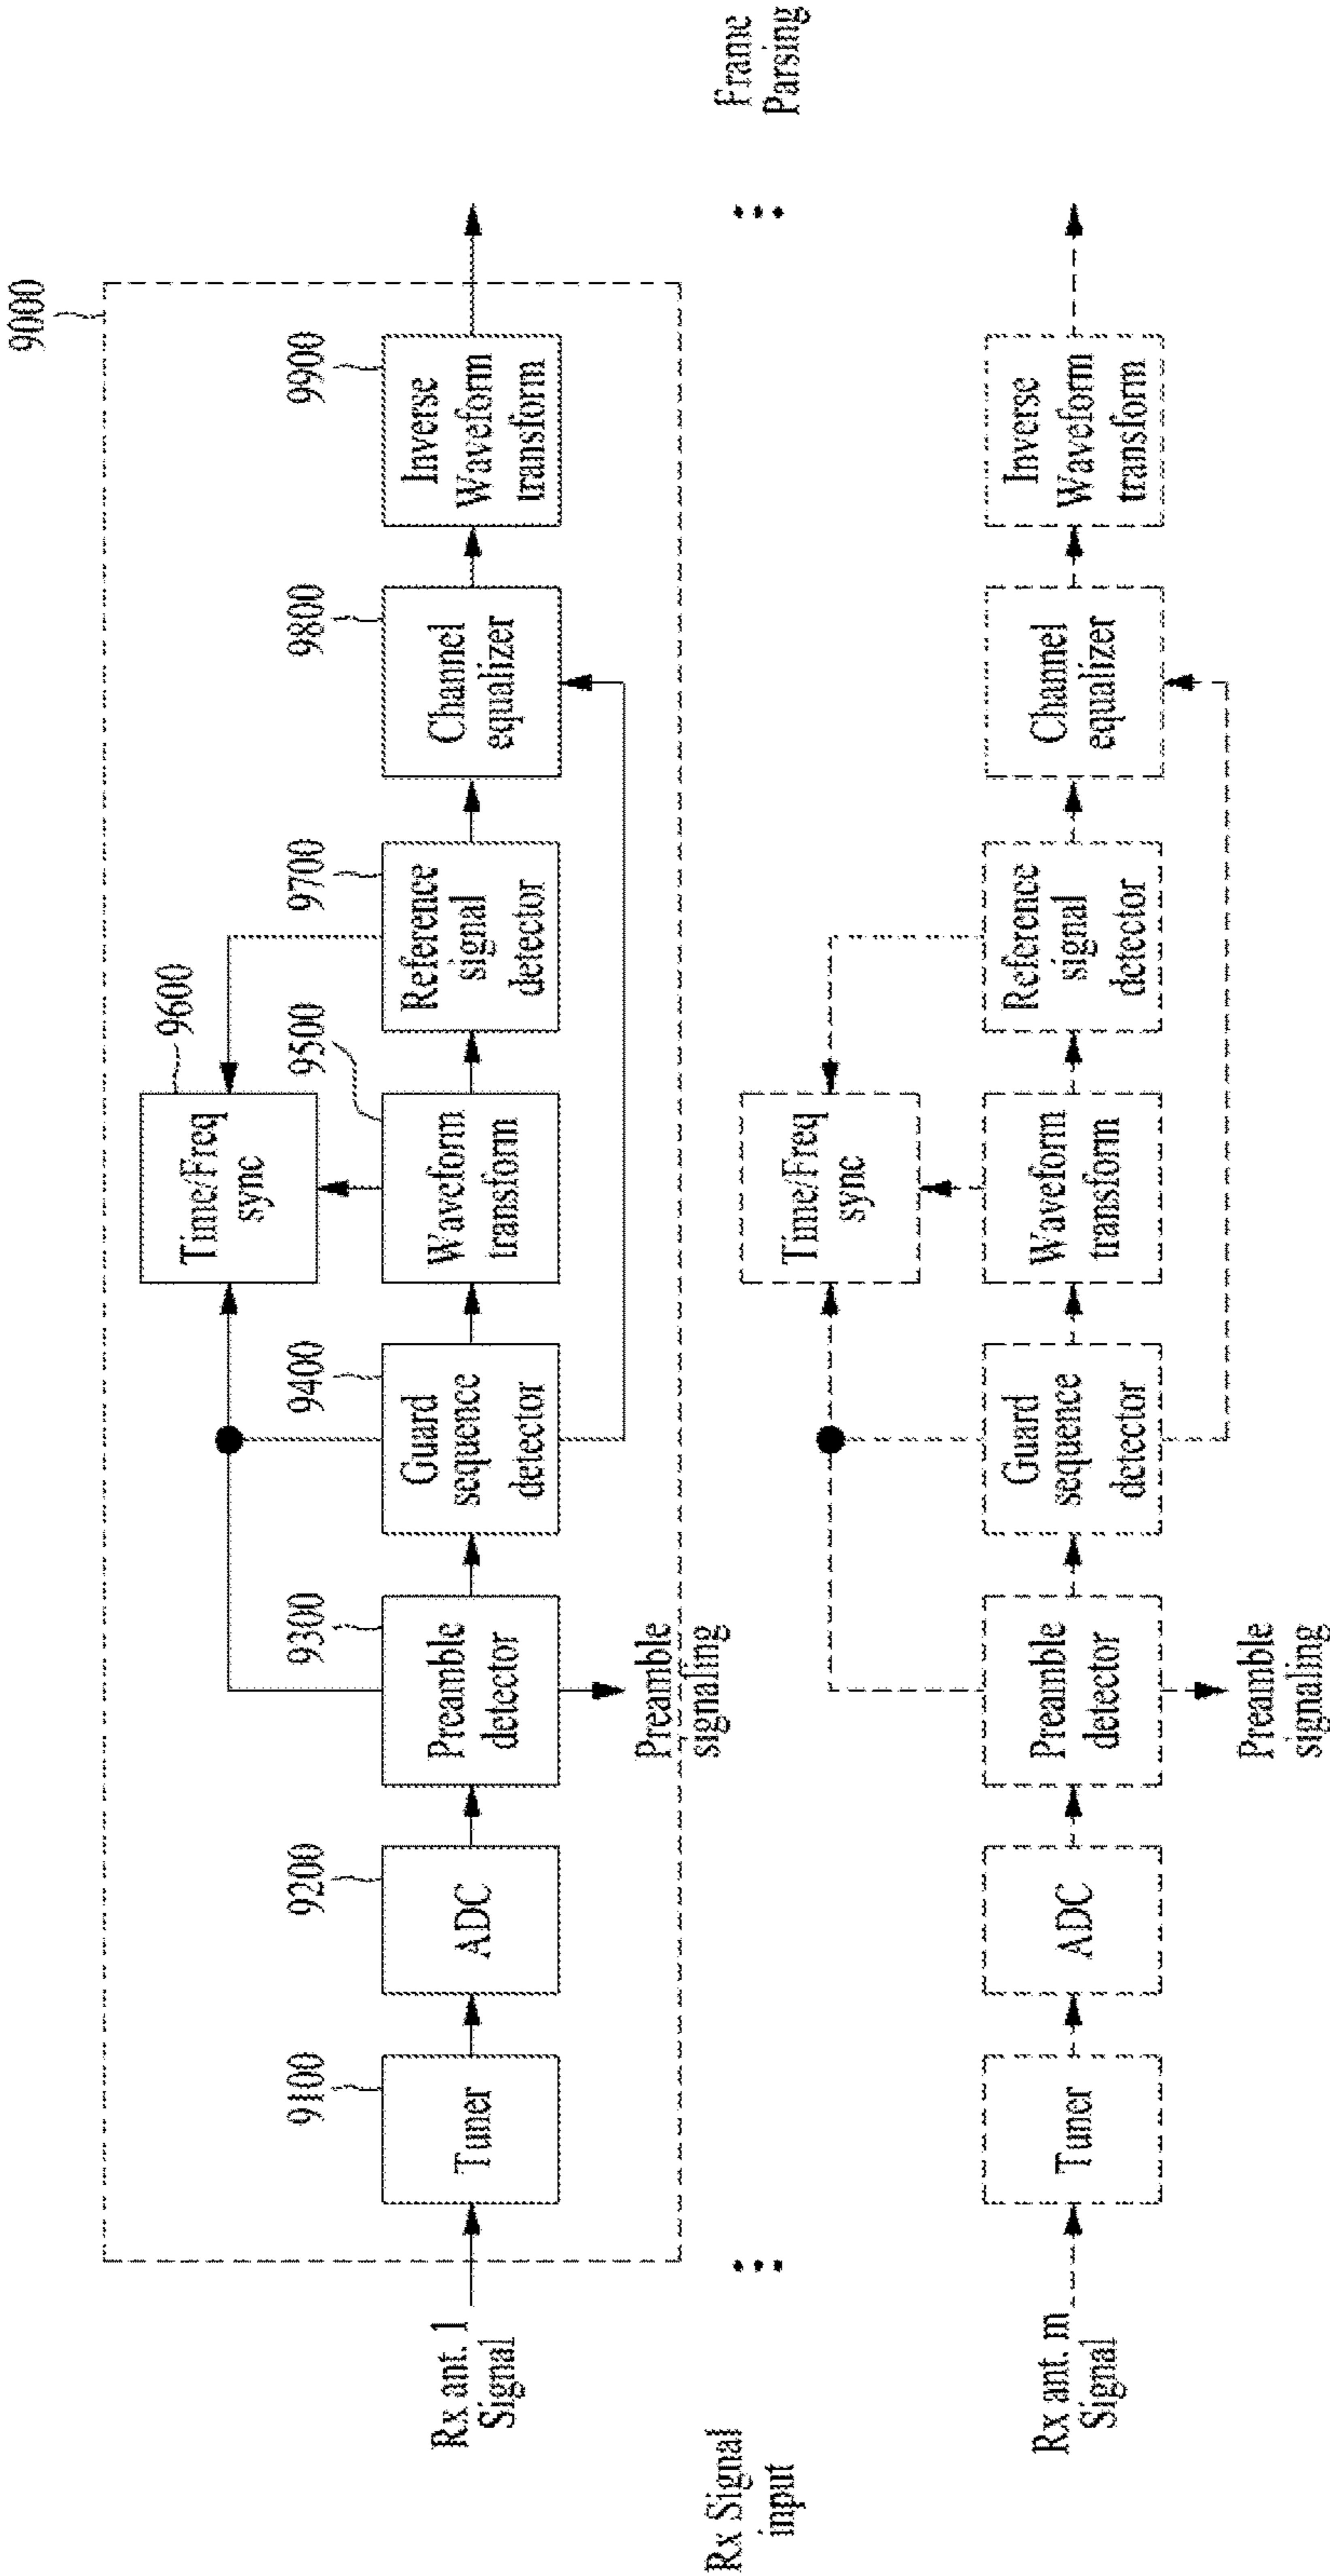 9000
9600
Time/Freq
sync
9100
9200
9300
9400
9500
9700
9800
9900
Rx ant. 1
Signal
Tuner
ADC
Preamble
detector
Guard
sequence
detector
Waveform
transform
Reference
signal
detector
Channel
equalizer
Inverse
Waveform
transform
Preamble
signaling
Rx Signal
input
Frame
Parsing
Time/Freq
sync
Rx ant. m
Signal
Tuner
ADC
Preamble
detector
Guard
sequence
detector
Waveform
transform
Reference
signal
detector
Channel
equalizer
Inverse
Waveform
transform
Preamble
signaling